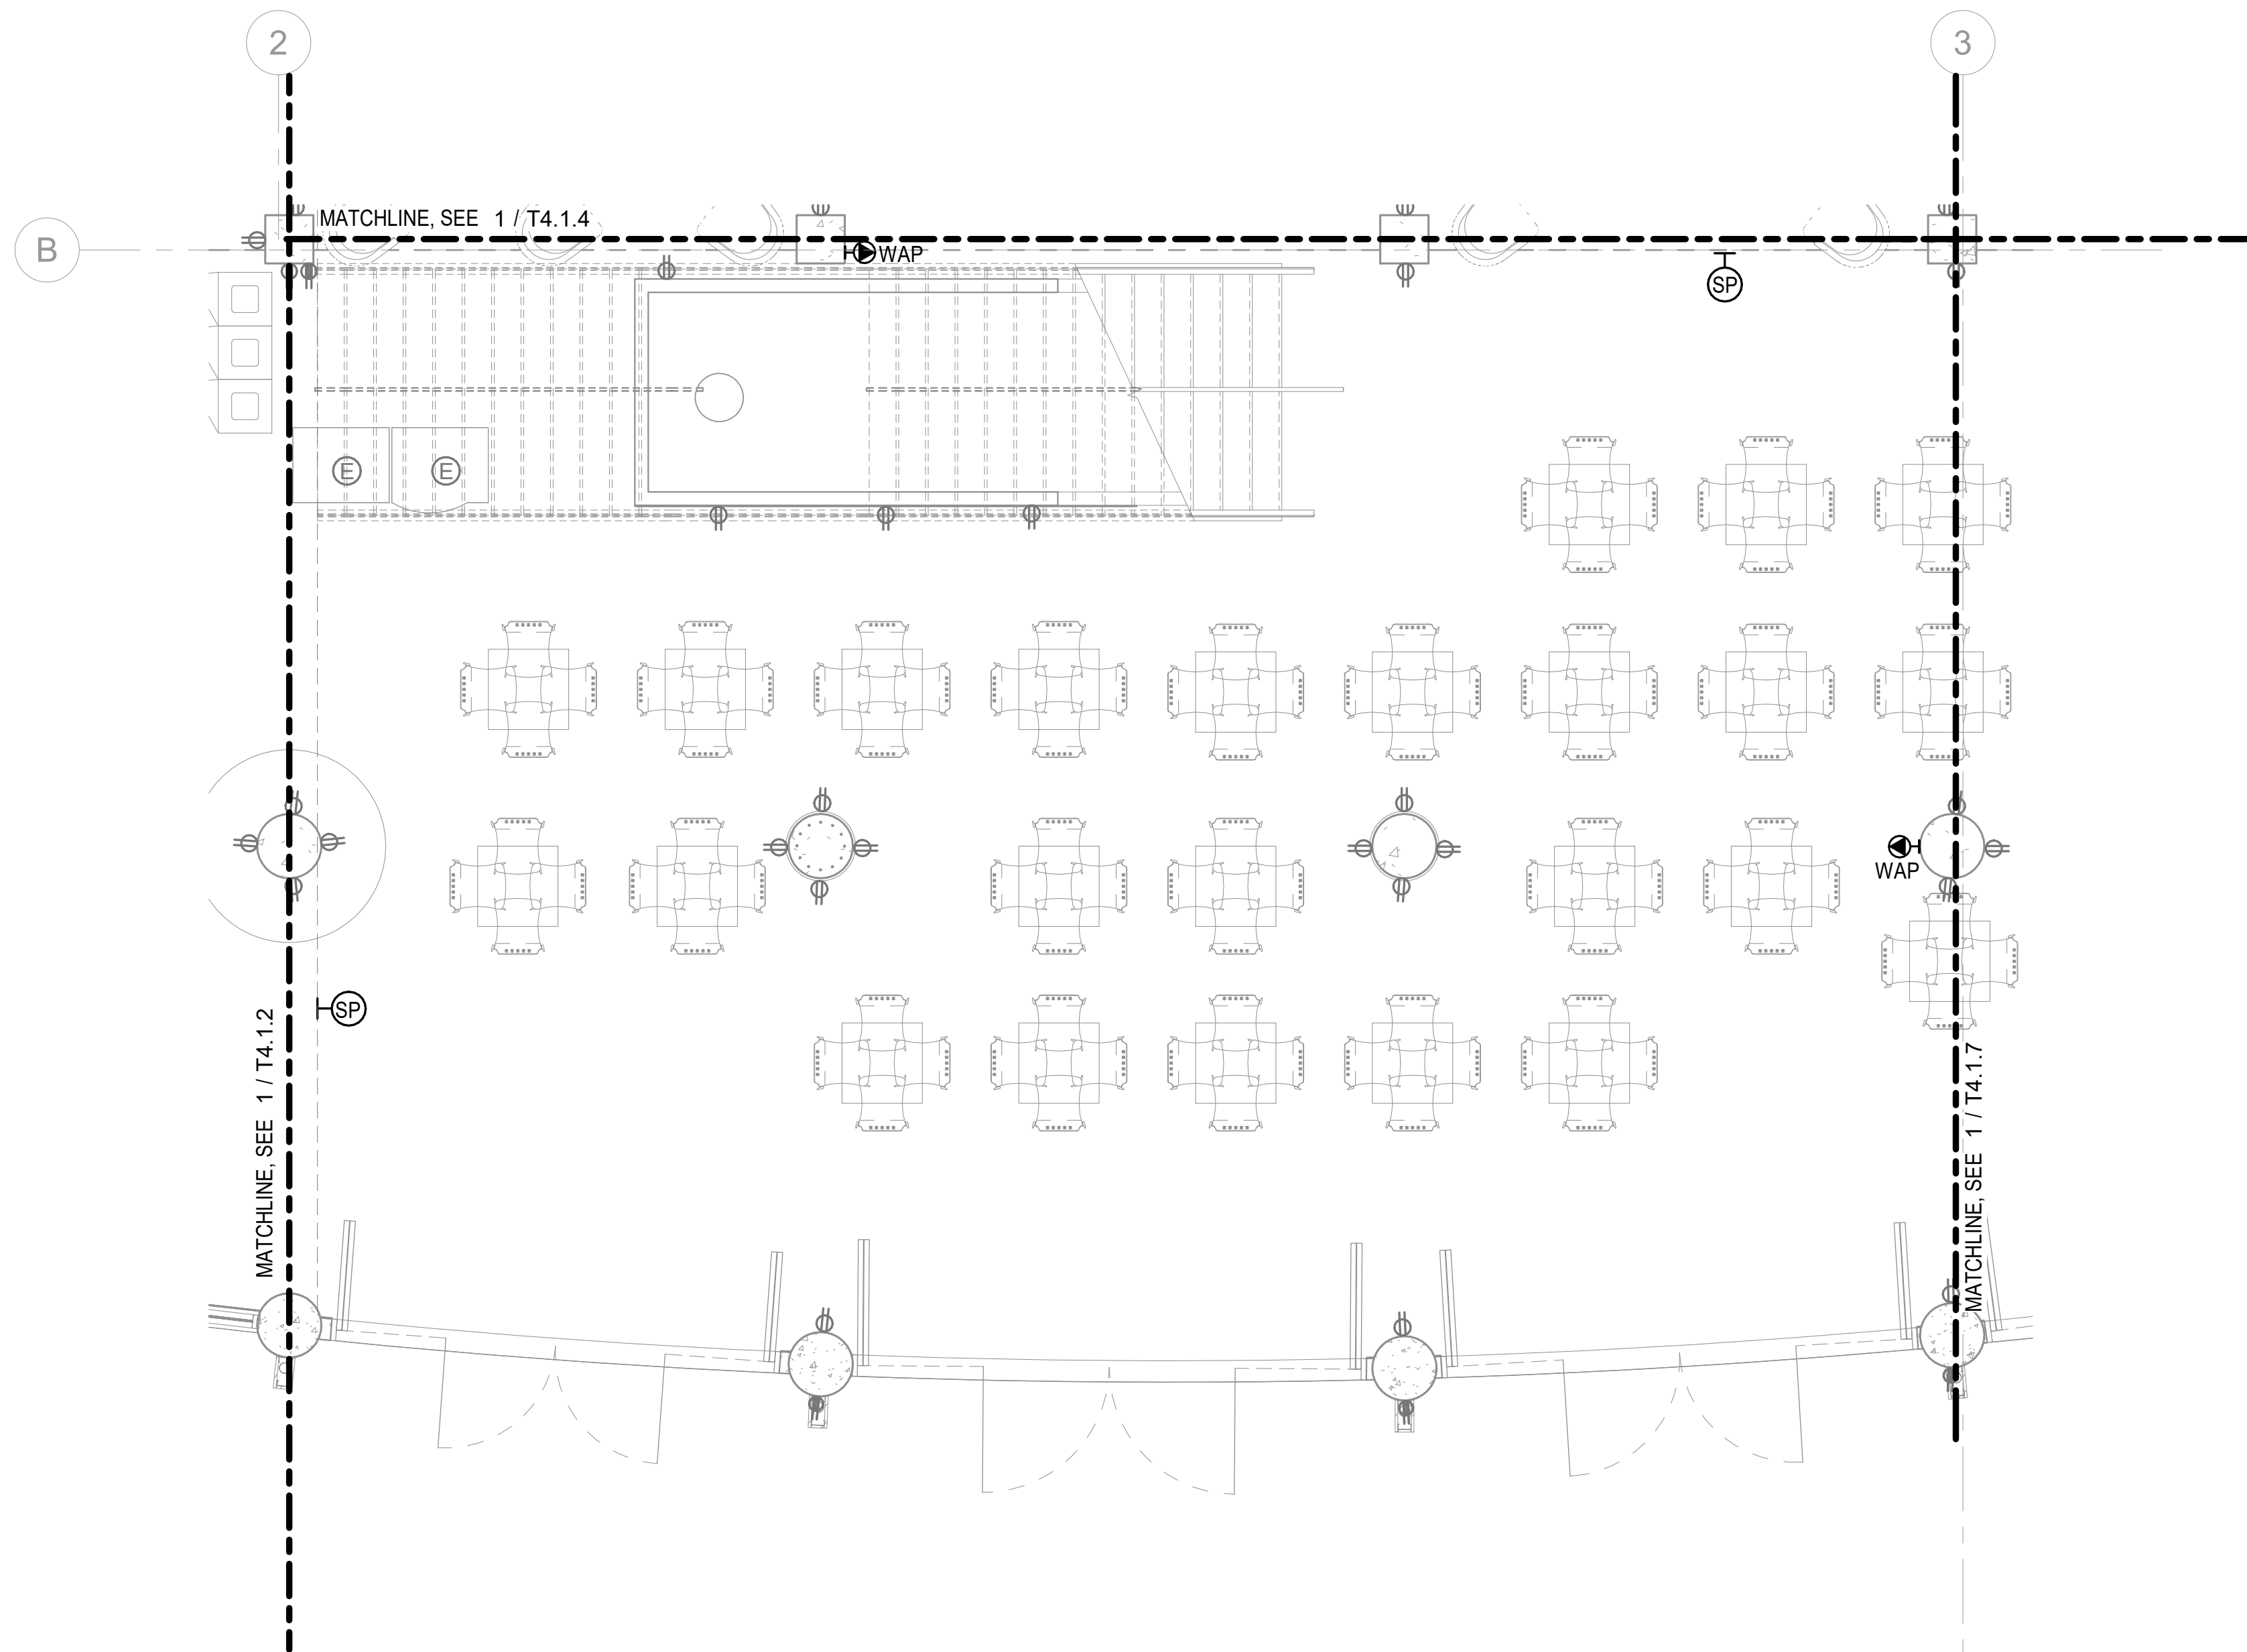 2
3
MATCHLINE, SEE 1 / T4.1.4
B
WAP
SP
E
E
WAP
SP
MATCHLINE, SEE 1 / T4.1.2
MATCHLINE, SEE 1 / T4.1.7